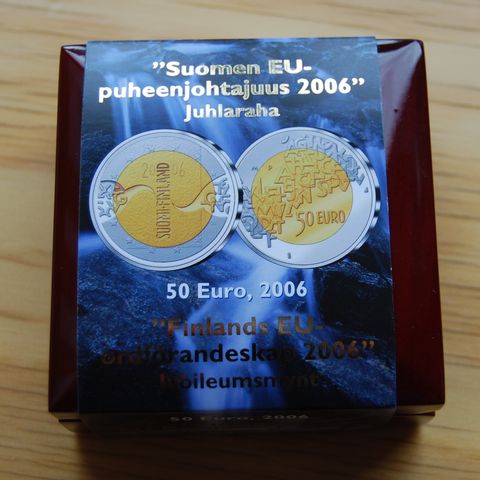 "Suomen EU-
puheenjohtajuus 2006"
Juhlaraha
2006
SUOMI FINLAND
50 EURO
50 Euro, 2006
"Finlands EU-
ordförandeskap 2006"
Jubileumsmynt
50 Euro, 2006